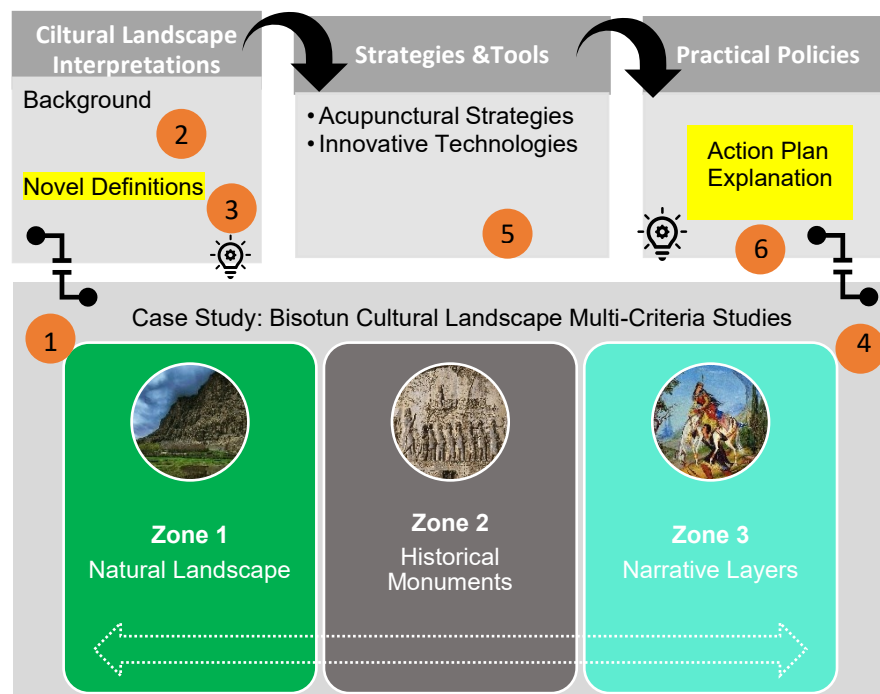 Ciltural Landscape
Interpretations
Background
2
Novel Definitions
3
Strategies &Tools
• Acupunctural Strategies
• Innovative Technologies
5
Practical Policies
Action Plan
Explanation
6
Case Study: Bisotun Cultural Landscape Multi-Criteria Studies
1
4
Zone 1
Natural Landscape
Zone 2
Historical
Monuments
Zone 3
Narrative Layers